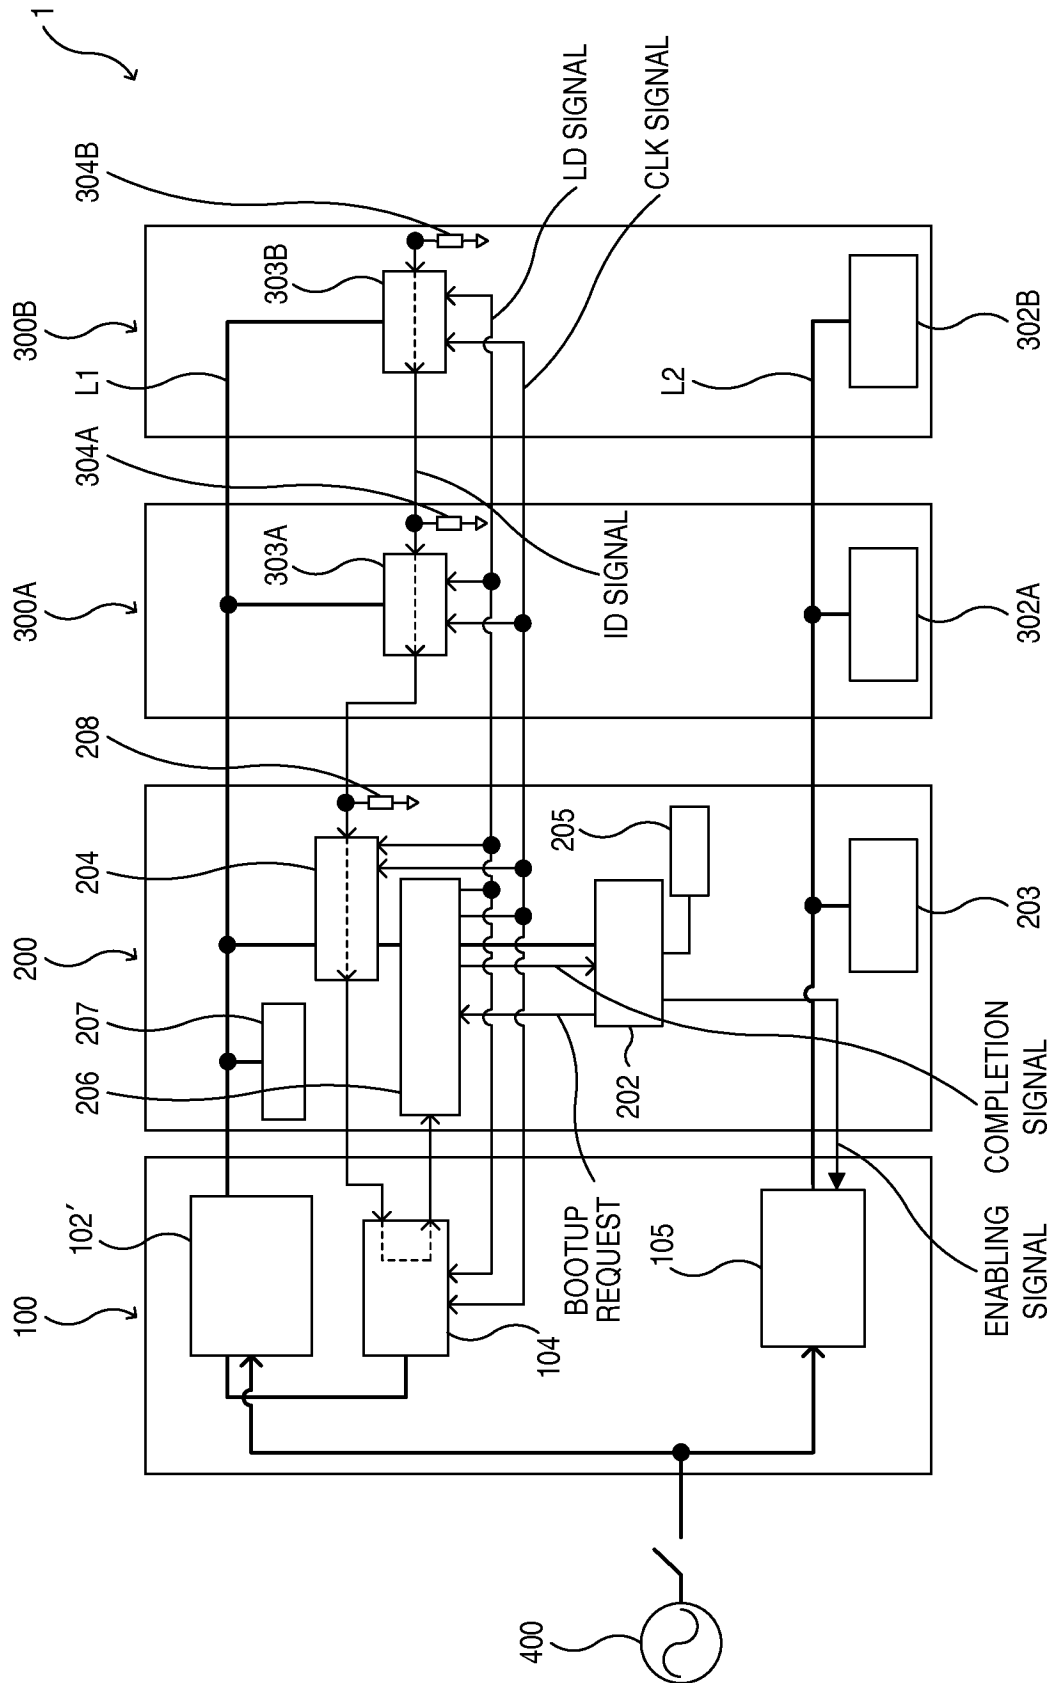 1
100
102'
104
105
BOOTUP
REQUEST
ENABLING
SIGNAL
COMPLETION
SIGNAL
200
202
203
204
205
206
207
208
300A
302A
303A
304A
ID SIGNAL
300B
302B
303B
304B
L1
L2
LD SIGNAL
CLK SIGNAL
400